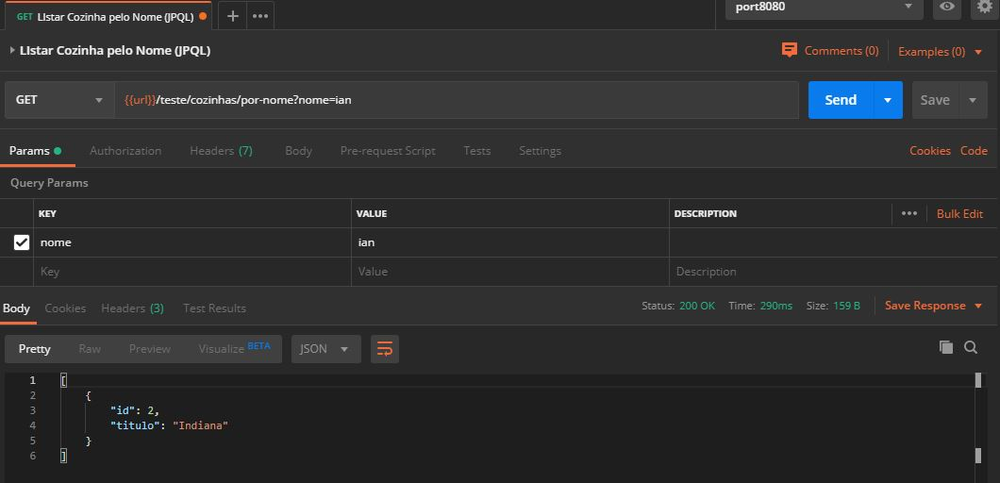 GET LIstar Cozinha pelo Nome (JPQL)
port8080
LIstar Cozinha pelo Nome (JPQL)
Comments (0)
Examples (0)
GET
{{url}}/teste/cozinhas/por-nome?nome=ian
Send
Save
Params
Authorization
Headers (7)
Body
Pre-request Script
Tests
Settings
Cookies
Code
Query Params
KEY
VALUE
DESCRIPTION
Bulk Edit
nome
ian
Key
Value
Description
Body
Cookies
Headers (3)
Test Results
Status: 200 OK
Time: 290ms
Size: 159 B
Save Response
Pretty
Raw
Preview
Visualize BETA
JSON
1 [
2 {
3 "id": 2,
4 "titulo": "Indiana"
5 }
6 ]